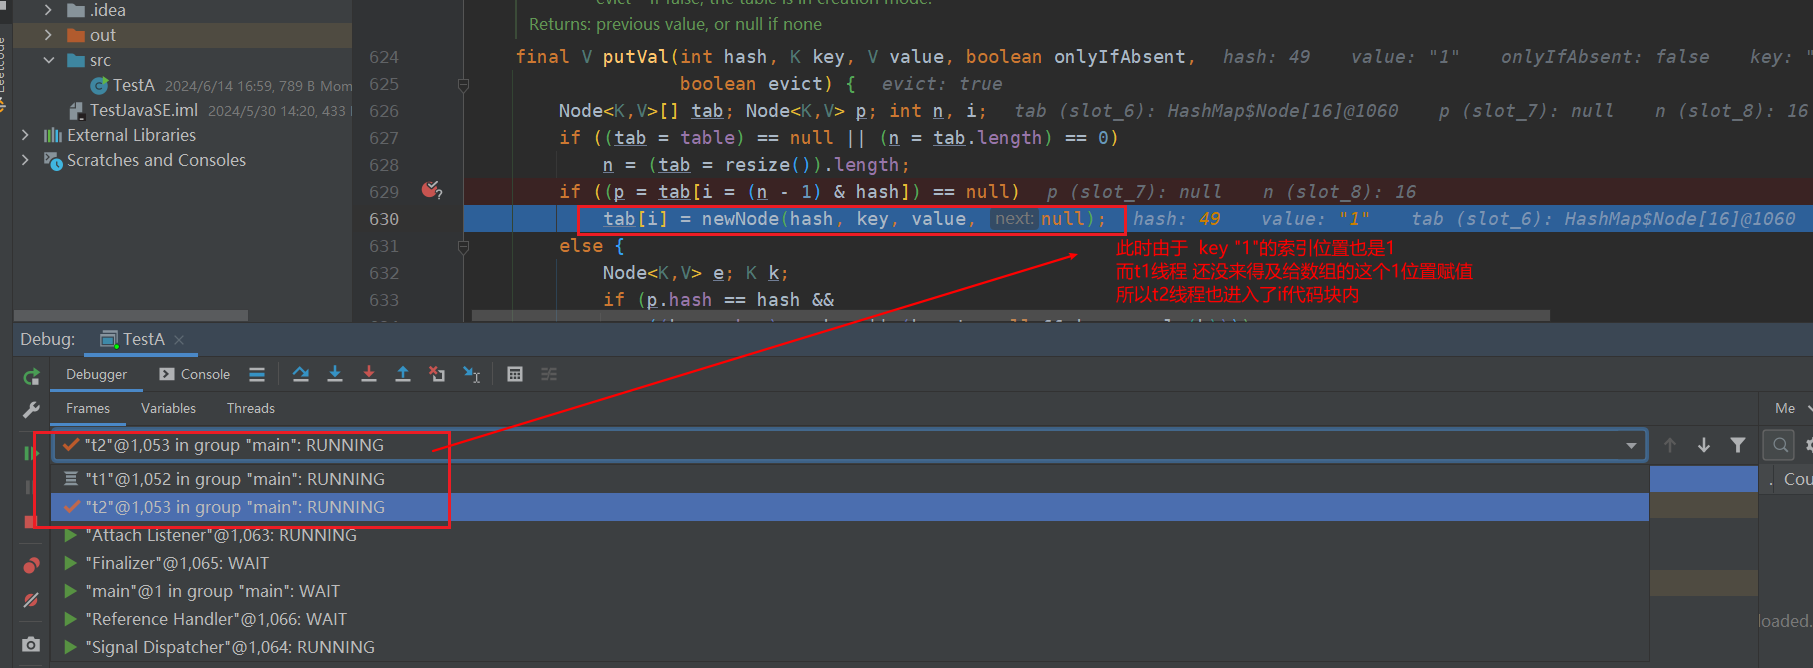 .idea
evict – if false, the table is in creation mode.
out
Returns: previous value, or null if none
src
624 final V putVal(int hash, K key, V value, boolean onlyIfAbsent, hash: 49 value: "1" onlyIfAbsent: false key: "
TestA 2024/6/14 16:59, 789 B Mom
625 boolean evict) { evict: true
TestJavaSE.iml 2024/5/30 14:20, 433
626 Node<K,V>[] tab; Node<K,V> p; int n, i; tab (slot_6): HashMap$Node[16]@1060 p (slot_7): null n (slot_8): 16
External Libraries
627 if ((tab = table) == null || (n = tab.length) == 0)
Scratches and Consoles
628 n = (tab = resize()).length;
629 if ((p = tab[i = (n - 1) & hash]) == null) p (slot_7): null n (slot_8): 16
630 tab[i] = newNode(hash, key, value, next: null); hash: 49 value: "1" tab (slot_6): HashMap$Node[16]@1060
631 else {
此时由于 key "1"的索引位置也是1
632 Node<K,V> e; K k;
而t1线程 还没来得及给数组的这个1位置赋值
633 if (p.hash == hash &&
所以t2线程也进入了if代码块内
Debug: TestA
Debugger Console
Frames Variables Threads Me
"t2"@1,053 in group "main": RUNNING
"t1"@1,052 in group "main": RUNNING
Cou
"t2"@1,053 in group "main": RUNNING
"Attach Listener"@1,063: RUNNING
"Finalizer"@1,065: WAIT
"main"@1 in group "main": WAIT
"Reference Handler"@1,066: WAIT
loaded.
"Signal Dispatcher"@1,064: RUNNING